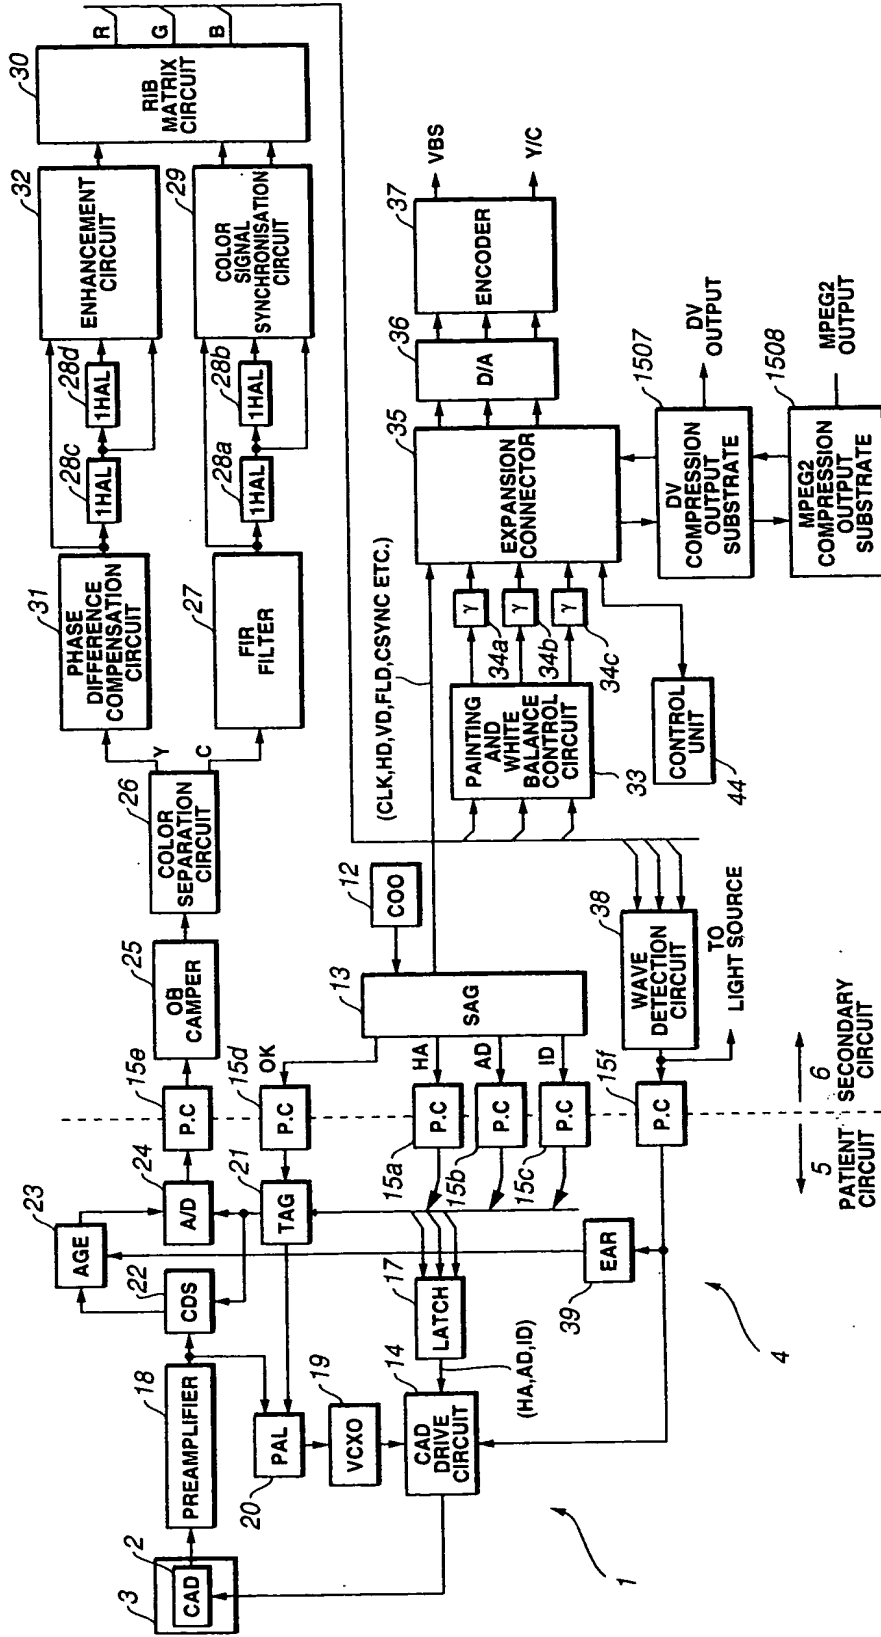 3
2
CAD
18
PREAMPLIFIER
22
CDS
23
AGE
24
A/D
15e
P.C
25
OB
CAMPER
26
COLOR
SEPARATION
CIRCUIT
Y
C
31
PHASE
DIFFERENCE
COMPENSATION
CIRCUIT
27
FIR
FILTER
28c
1HAL
28d
1HAL
28a
1HAL
28b
1HAL
32
ENHANCEMENT
CIRCUIT
29
COLOR
SIGNAL
SYNCHRONISATION
CIRCUIT
30
RIB
MATRIX
CIRCUIT
R
G
B
20
PAL
19
VCXO
14
CAD
DRIVE
CIRCUIT
(HA,AD,ID)
17
LATCH
21
TAG
15d
P.C
OK
15a
P.C
HA
15b
P.C
AD
15c
P.C
ID
13
SAG
12
COO
(CLK,HD,VD,FLD,CSYNC ETC.)
39
EAR
15f
P.C
38
WAVE
DETECTION
CIRCUIT
TO
LIGHT SOURCE
33
PAINTING
AND
WHITE
BALANCE
CONTROL
CIRCUIT
34a
γ
34b
γ
34c
γ
35
EXPANSION
CONNECTOR
36
D/A
37
ENCODER
VBS
Y/C
44
CONTROL
UNIT
1507
DV
COMPRESSION
OUTPUT
SUBSTRATE
DV
OUTPUT
1508
MPEG2
COMPRESSION
OUTPUT
SUBSTRATE
MPEG2
OUTPUT
5
PATIENT
CIRCUIT
6
SECONDARY
CIRCUIT
1
4